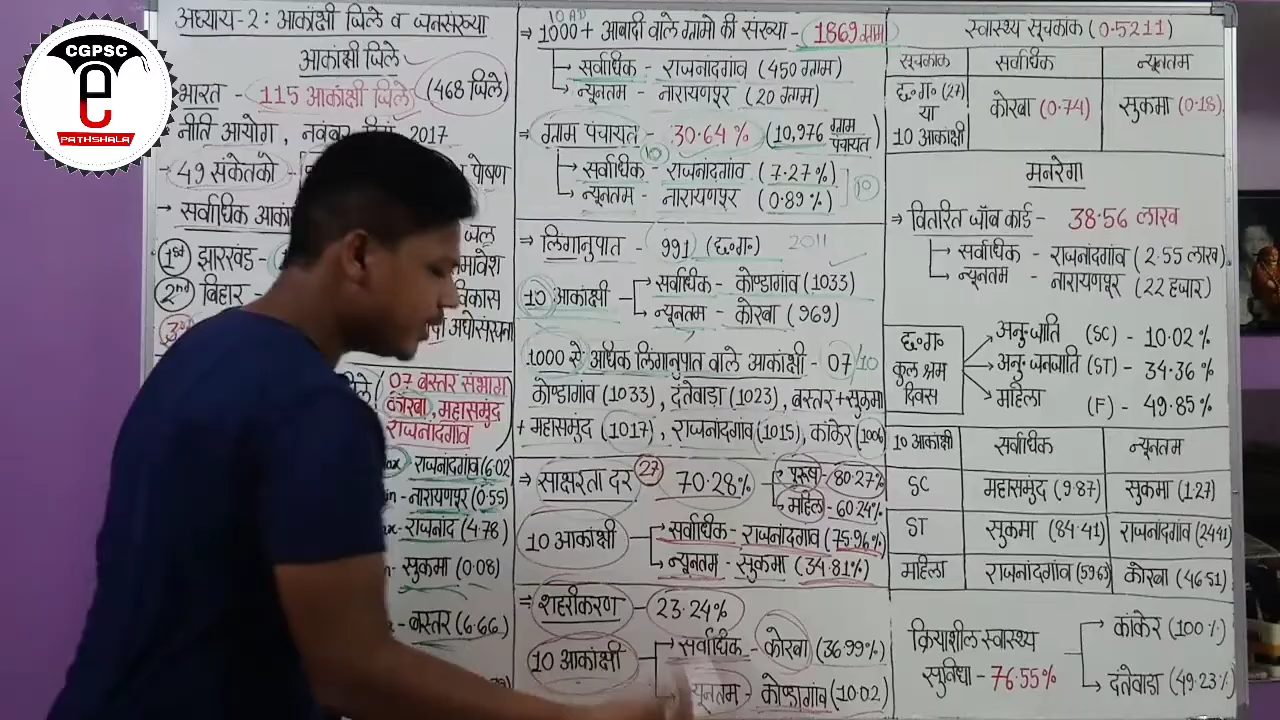 CGPSC
e
PATHSHALA
अध्याय-2: आकांक्षी जिले व जनसंख्या
आकांक्षी जिले
भारत - 115 आकांक्षी जिले (468 जिले)
नीति आयोग, नवंबर 2017
→ 49 संकेतको
पोषण
→ सर्वाधिक
जल
1st झारखण्ड -
2nd बिहार
विकास
07 बस्तर संभाग
कोरबा, महासमुंद
राजनांदगांव
राजनांदगांव (6.02
नारायणपूर (0.55)
राजनांद (4.78)
सुकमा (0.08)
- बस्तर (6.66)
10 AD
⇒ 1000+ आबादी वाले ग्रामो की संख्या - 1869 ग्राम
सर्वाधिक - राजनांदगांव (450 ग्राम)
न्यूनतम - नारायणपूर (20 ग्राम)
⇒ ग्राम पंचायत - 30.64% (10,976 ग्राम पंचायत)
10
सर्वाधिक - राजनांदगांव (7.27%)
न्यूनतम - नारायणपूर (0.89%)
10
⇒ लिंगानुपात - 991 (छ.ग.) 2011
10 आकांक्षी
सर्वाधिक - कोण्डागांव (1033)
न्यूनतम - कोरबा (969)
1000 से अधिक लिंगानुपात वाले आकांक्षी - 07/10
कोण्डागांव (1033), दंतेवाडा (1023), बस्तर+सुकमा
+ महासमुंद (1017), राजनांदगांव (1015), कांकेर (1006
⇒ साक्षरता दर 27 70.28%
पुरूष - 80.27%
महिला - 60.24%
10 आकांक्षी
सर्वाधिक - राजनांदगांव (75.96%)
न्यूनतम - सुकमा (34.81%)
⇒ शहरीकरण - 23.24%
10 आकांक्षी
सर्वाधिक - कोरबा (36.99%)
न्यूनतम - कोण्डागांव (10.02)
स्वास्थ्य सूचकांक (0.5211)
सूचकांक सर्वाधिक न्यूनतम
छ.ग. (27) या 10 आकांक्षी कोरबा (0.74) सुकमा (0.18)
मनरेगा
⇒ वितरित जॉब कार्ड - 38.56 लाख
सर्वाधिक - राजनांदगांव (2.55 लाख)
न्यूनतम - नारायणपूर (22 हजार)
छ.ग. कुल श्रम दिवस
अनु.जाति (SC) - 10.02%
अनु. जनजाति (ST) - 34.36%
महिला (F) - 49.85%
10 आकांक्षी सर्वाधिक न्यूनतम
SC महासमुंद (9.87) सुकमा (1.27)
ST सुकमा (84.41) राजनांदगांव (24.41)
महिला राजनांदगांव (59.63) कोरबा (46.51)
क्रियाशील स्वास्थ्य
सुविधा - 76.55%
कांकेर (100%)
दंतेवाडा (49.23%)